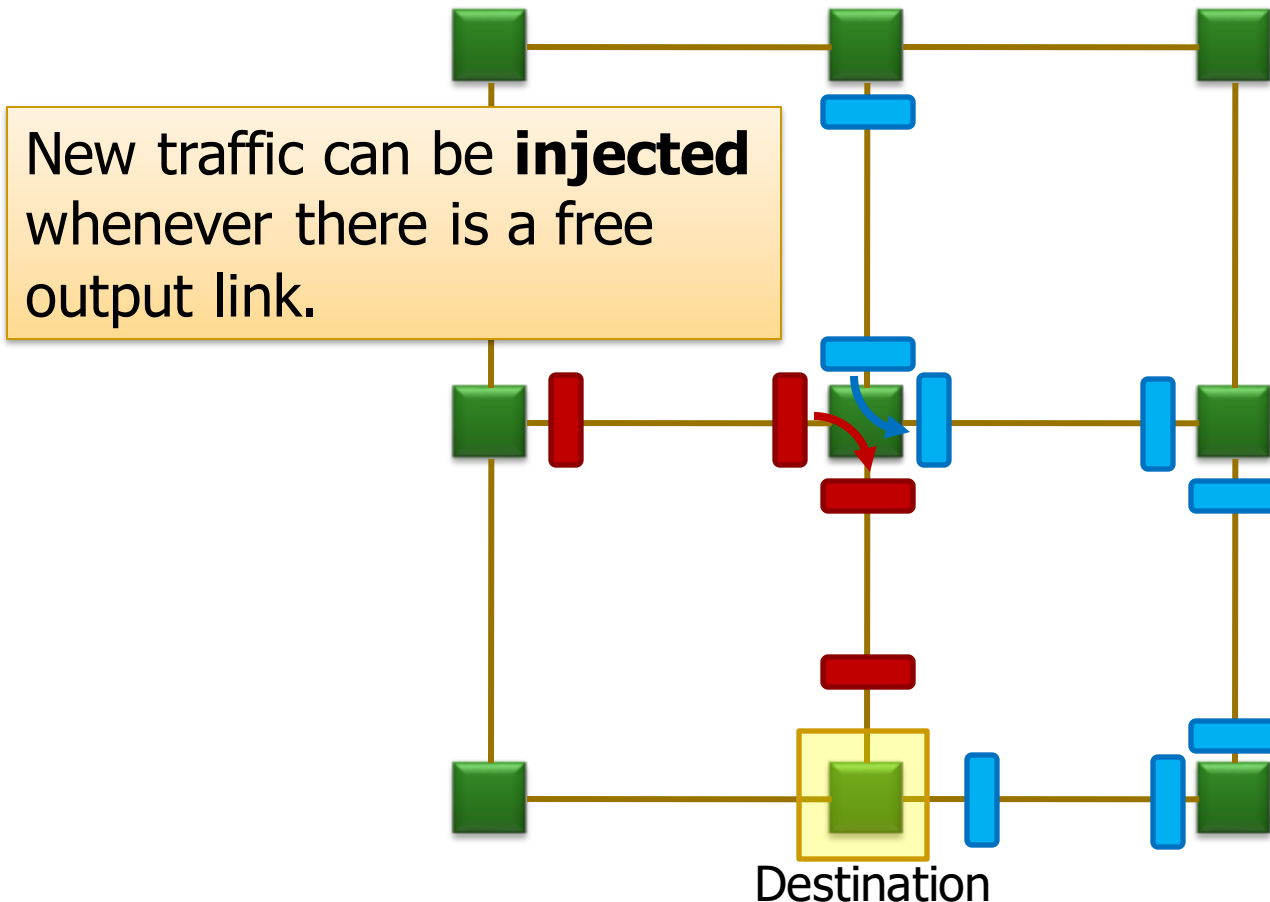 New traffic can be injected
whenever there is a free
output link.
Destination